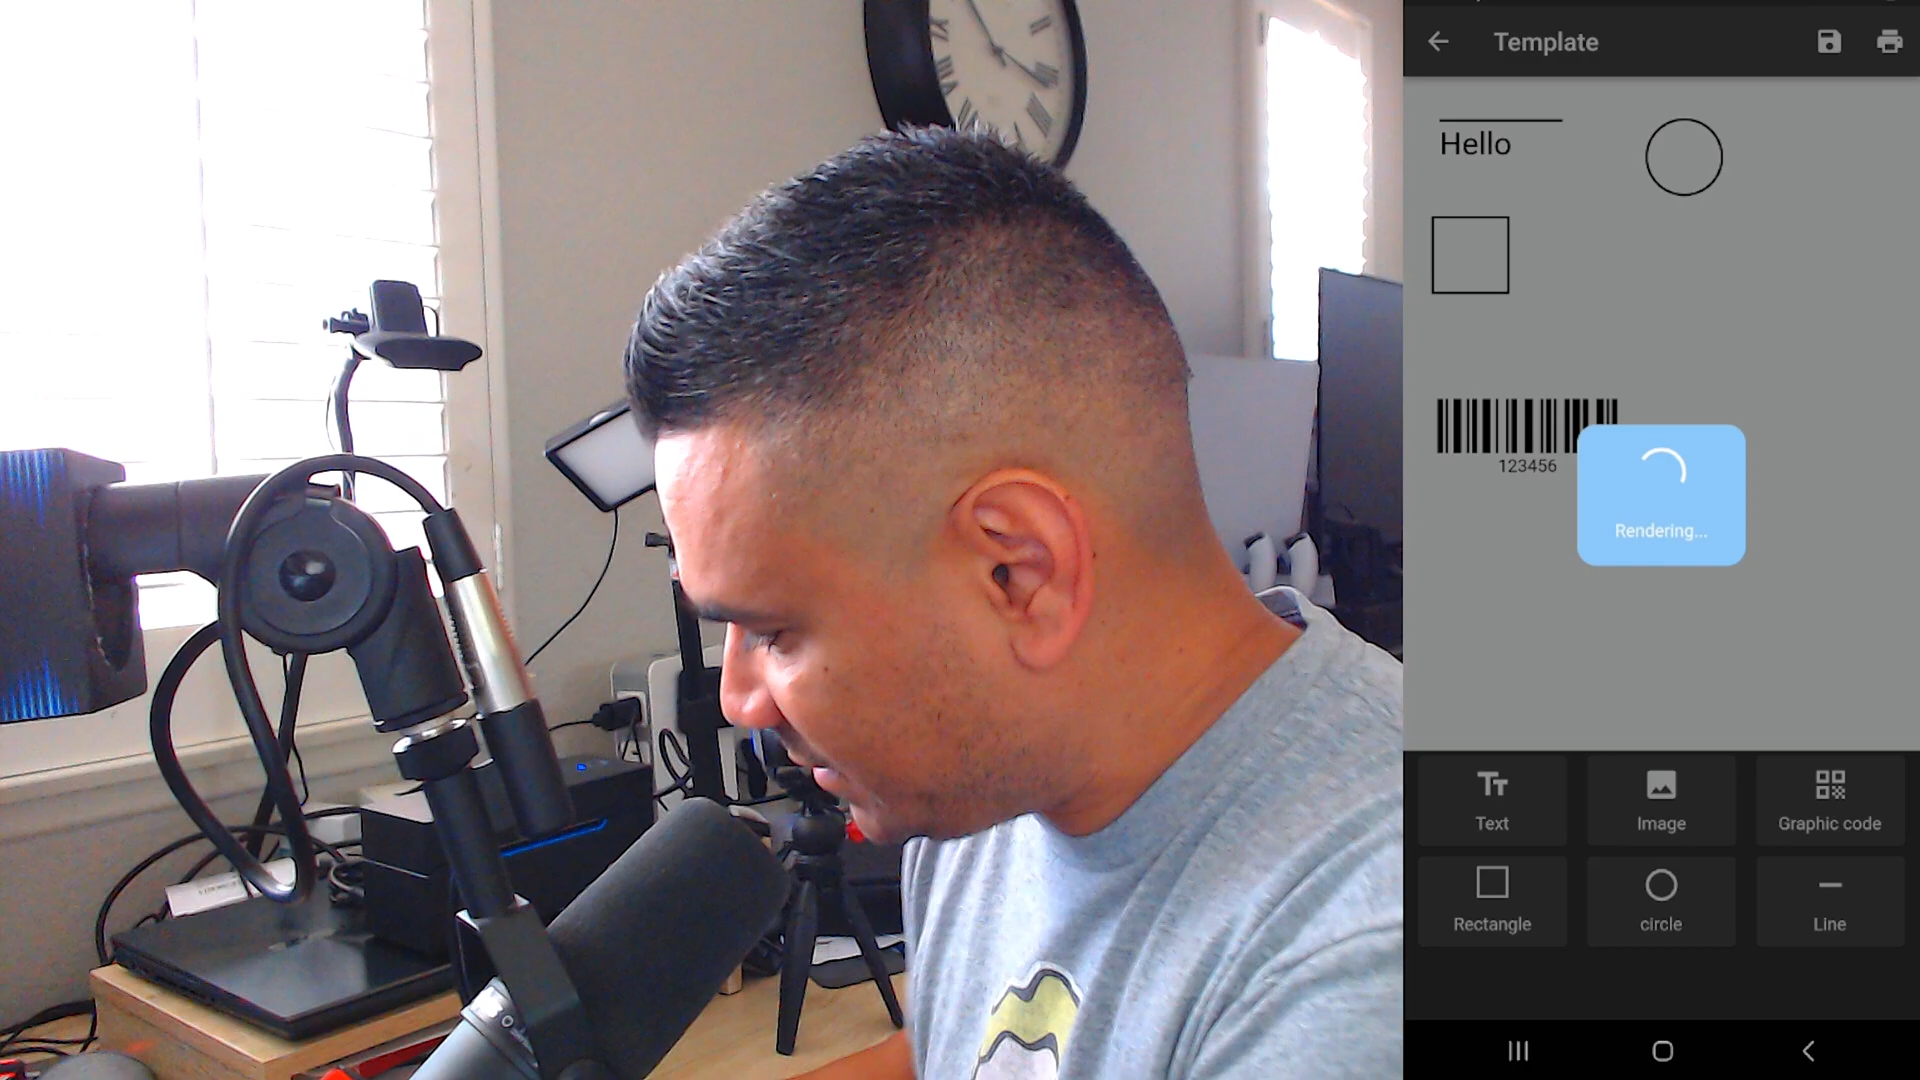 Template
Hello
123456
Rendering...
Text
Image
Graphic code
Rectangle
circle
Line